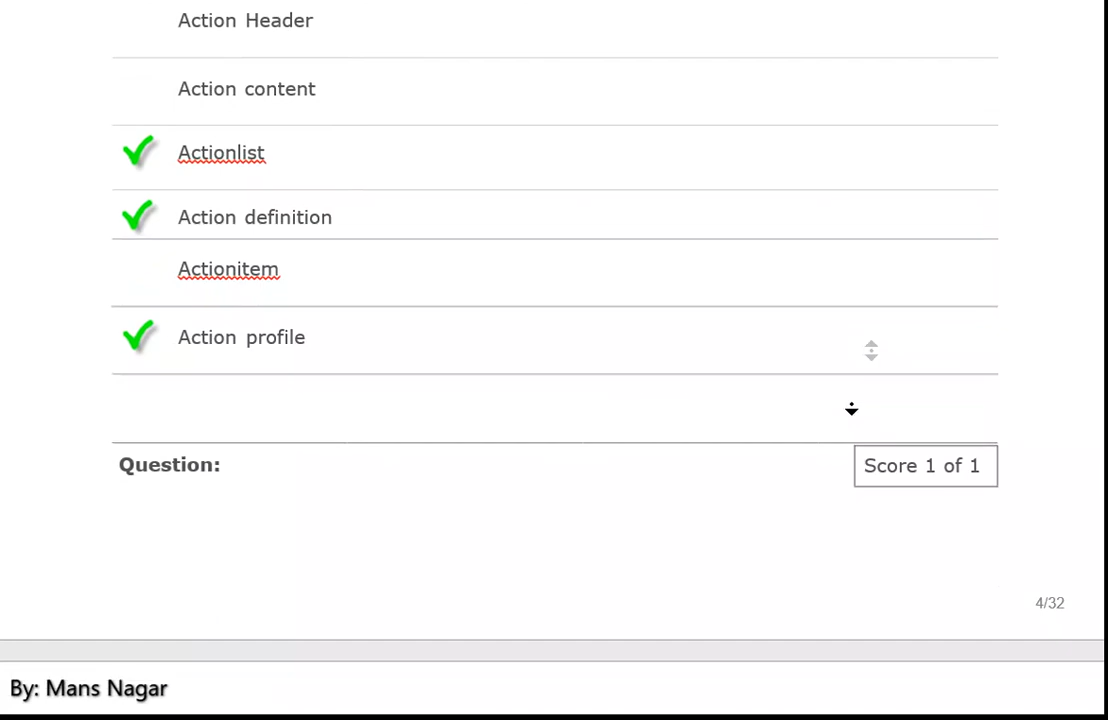 Action Header
Action content
Actionlist
Action definition
Actionitem
Action profile
Question:
Score 1 of 1
4/32
By: Mans Nagar